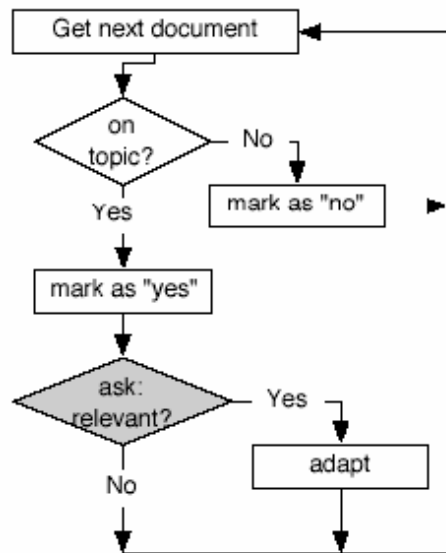 Get next document
on
topic?
No
mark as "no"
Yes
mark as "yes"
ask:
relevant?
Yes
adapt
No